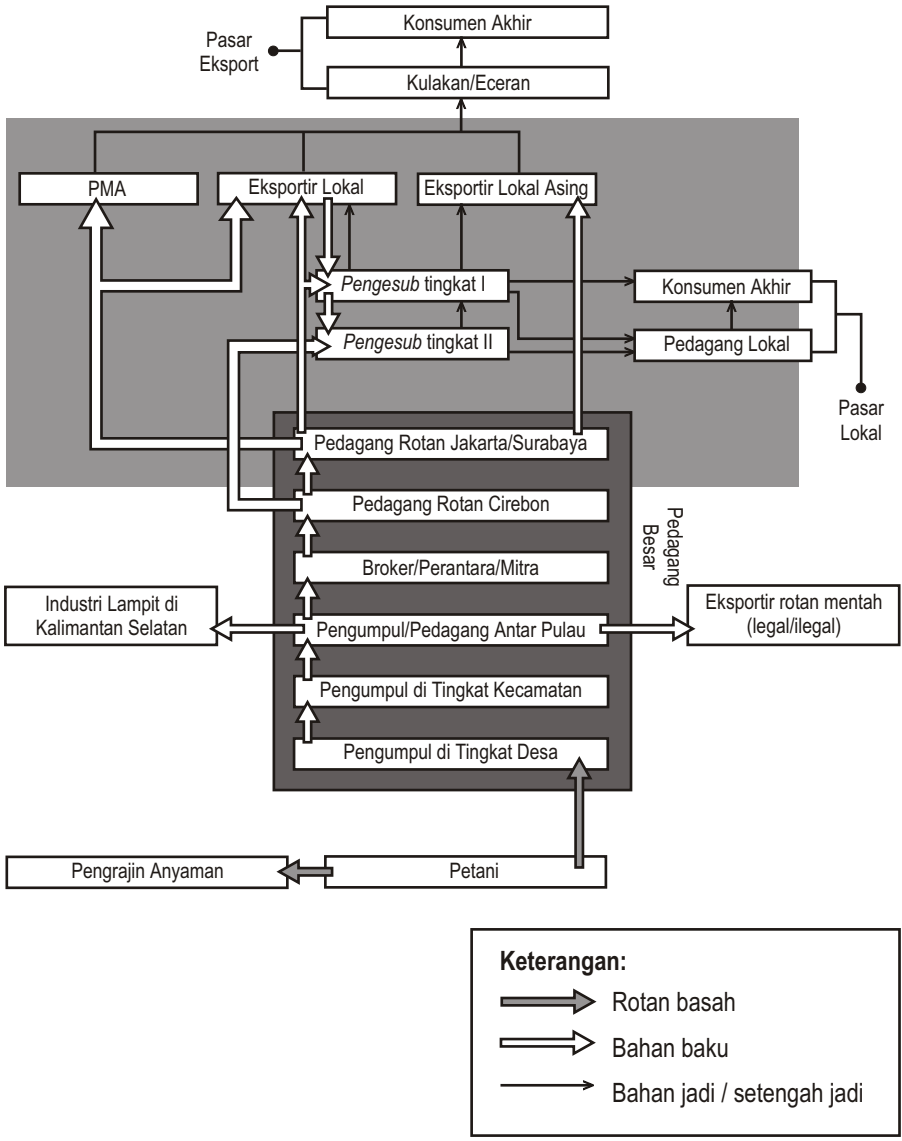 Konsumen Akhir
Pasar
Eksport
Kulakan/Eceran
PMA
Eksportir Lokal
Eksportir Lokal Asing
Pengesub tingkat I
Konsumen Akhir
Pengesub tingkat II
Pedagang Lokal
Pasar
Lokal
Pedagang Rotan Jakarta/Surabaya
Pedagang Rotan Cirebon
Pedagang
Besar
Broker/Perantara/Mitra
Industri Lampit di
Kalimantan Selatan
Pengumpul/Pedagang Antar Pulau
Eksportir rotan mentah
(legal/ilegal)
Pengumpul di Tingkat Kecamatan
Pengumpul di Tingkat Desa
Pengrajin Anyaman
Petani
Keterangan:
Rotan basah
Bahan baku
Bahan jadi / setengah jadi